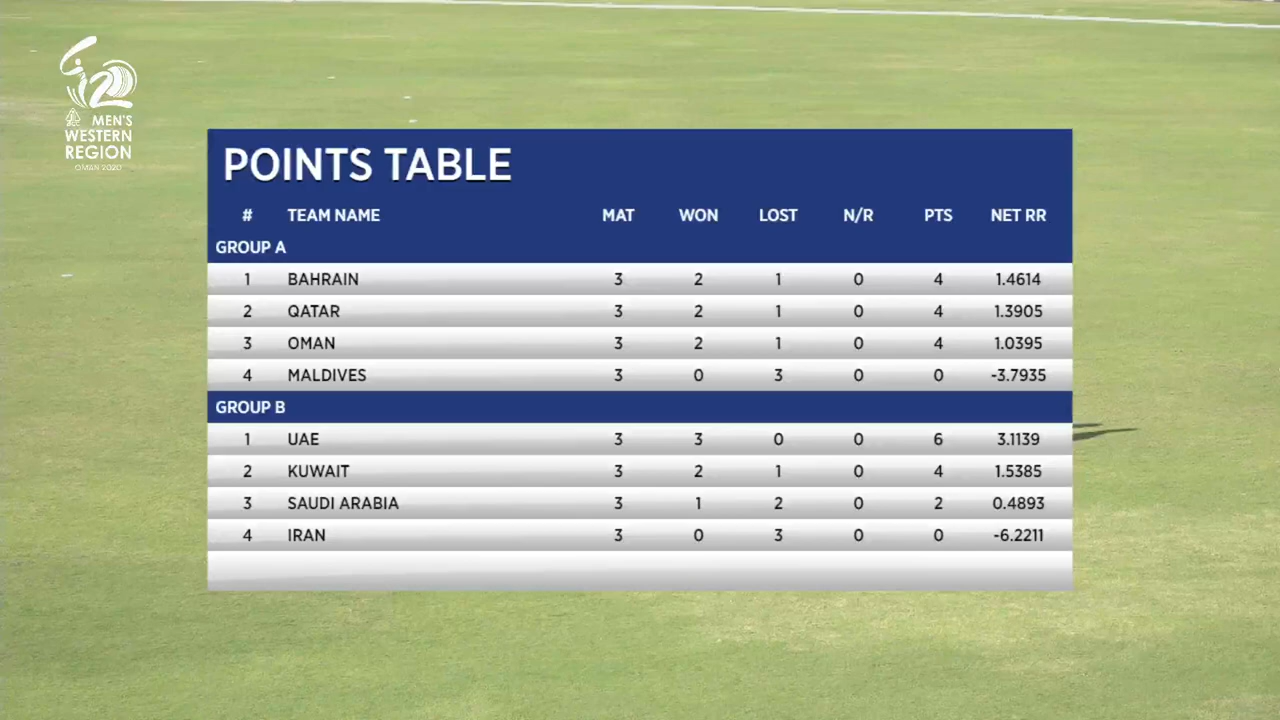 20
MEN'S
WESTERN
REGION
OMAN 2020
POINTS TABLE
# TEAM NAME MAT WON LOST N/R PTS NET RR
GROUP A
1 BAHRAIN 3 2 1 0 4 1.4614
2 QATAR 3 2 1 0 4 1.3905
3 OMAN 3 2 1 0 4 1.0395
4 MALDIVES 3 0 3 0 0 -3.7935
GROUP B
1 UAE 3 3 0 0 6 3.1139
2 KUWAIT 3 2 1 0 4 1.5385
3 SAUDI ARABIA 3 1 2 0 2 0.4893
4 IRAN 3 0 3 0 0 -6.2211